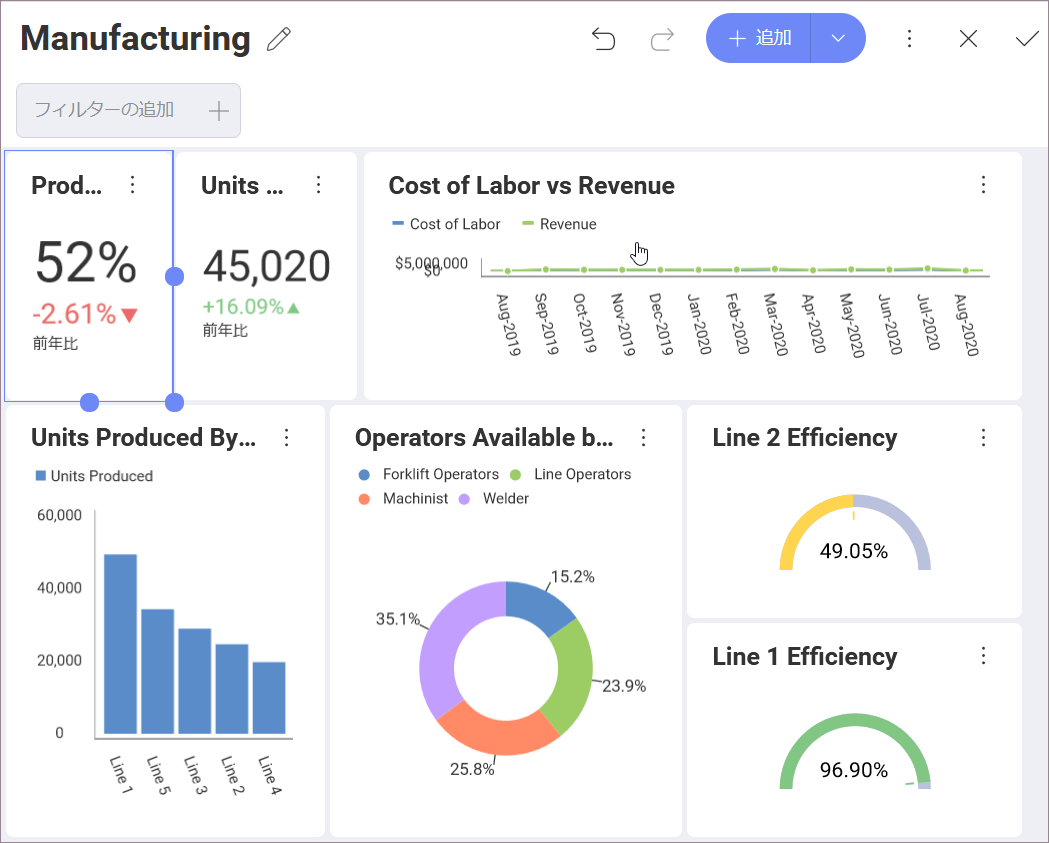 Manufacturing
追加
フィルターの追加
Prod...
52%
-2.61%▼
前年比
Units ...
45,020
+16.09%▲
前年比
Cost of Labor vs Revenue
Cost of Labor
Revenue
$5,000,000
$0
Aug-2019
Sep-2019
Oct-2019
Nov-2019
Dec-2019
Jan-2020
Feb-2020
Mar-2020
Apr-2020
May-2020
Jun-2020
Jul-2020
Aug-2020
Units Produced By...
Units Produced
60,000
40,000
20,000
0
Line 1
Line 5
Line 3
Line 2
Line 4
Operators Available b...
Forklift Operators
Line Operators
Machinist
Welder
15.2%
35.1%
23.9%
25.8%
Line 2 Efficiency
49.05%
Line 1 Efficiency
96.90%